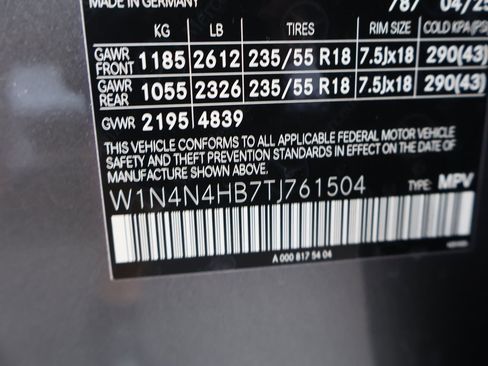 MADE IN GERMANY 787 04/25
KG LB TIRES RIM SIZE COLD KPA(PSI
GAWR FRONT 1185 2612 235/55 R18 7.5Jx18 290(43)
GAWR REAR 1055 2326 235/55 R18 7.5Jx18 290(43)
GVWR 2195 4839
THIS VEHICLE CONFORMS TO ALL APPLICABLE FEDERAL MOTOR VEHICLE
SAFETY AND THEFT PREVENTION STANDARDS IN EFFECT ON THE DATE OF
MANUFACTURE SHOWN ABOVE.
W1N4N4HB7TJ761504 TYPE: MPV
A 000 817 54 04